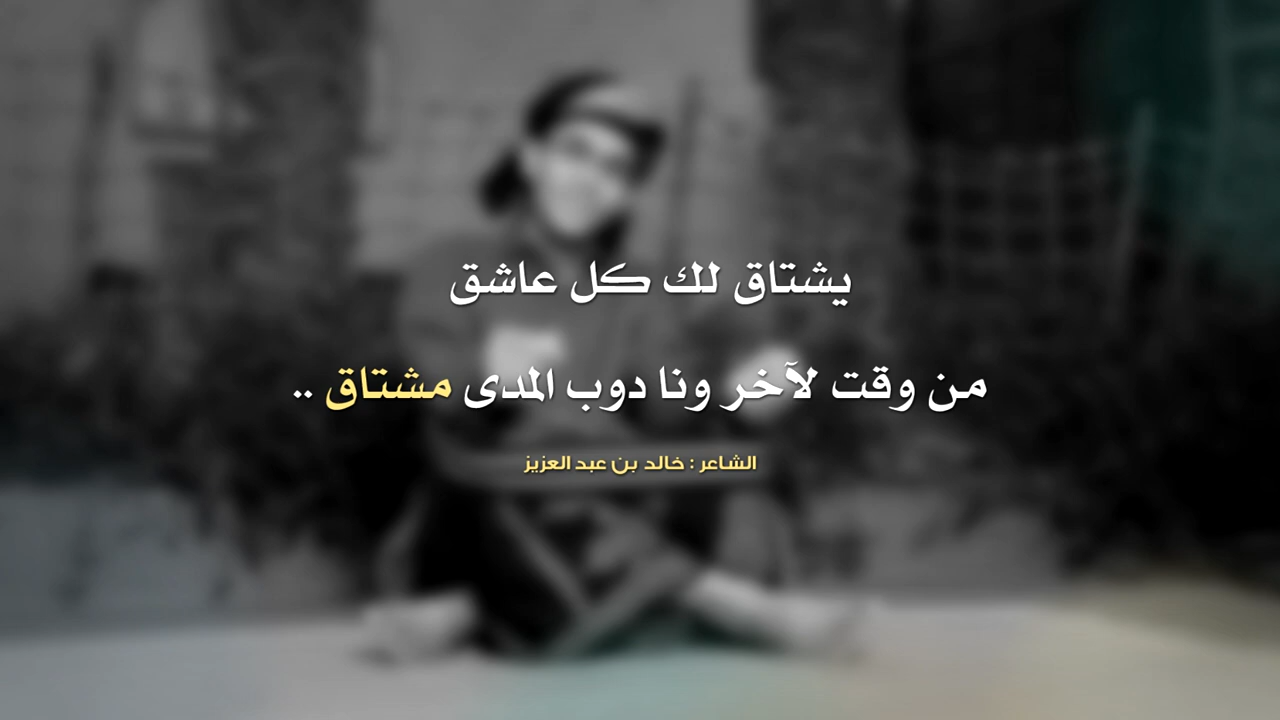 يشتاق لك كل عاشق
من وقت لآخر ونا دوب المدى مشتاق ..
الشاعر : خالد بن عبد العزيز